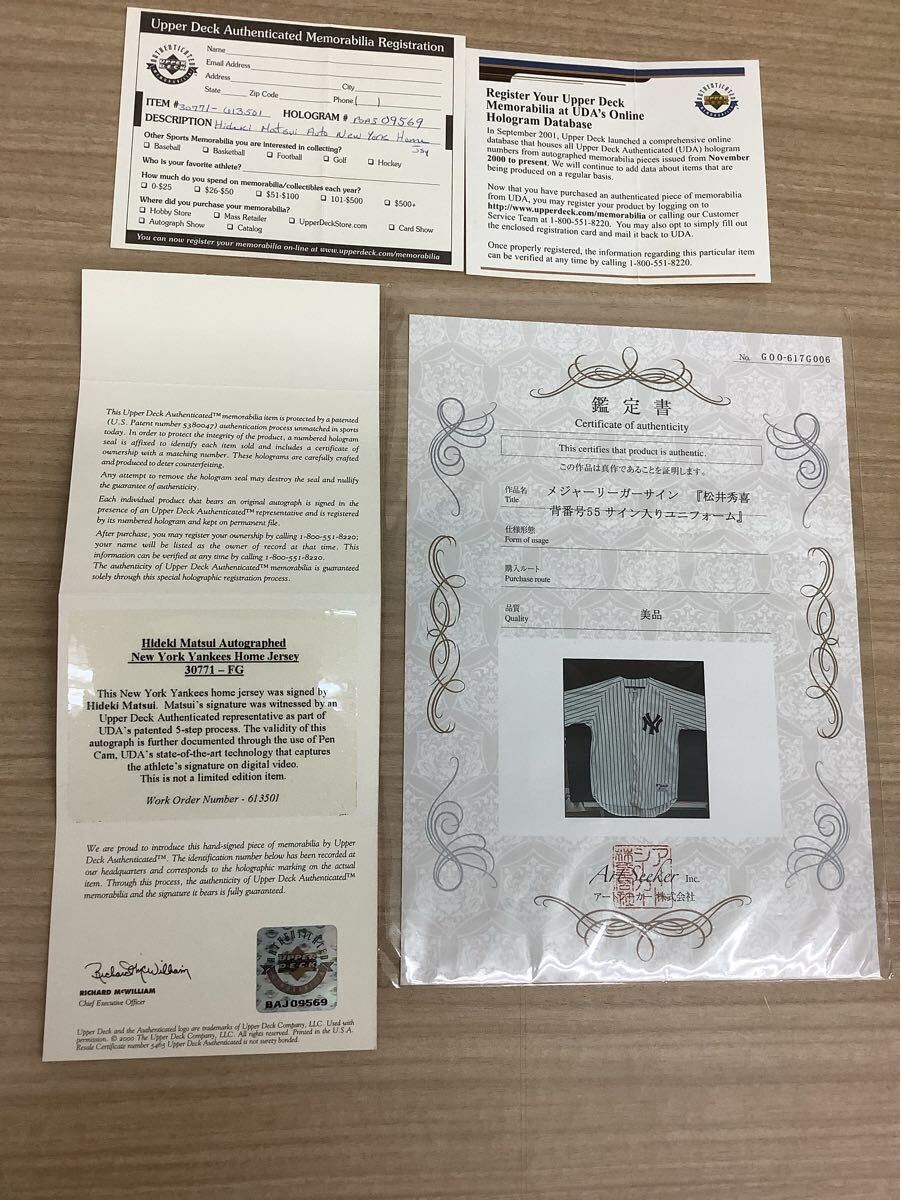 Upper Deck Authenticated Memorabilia Registration
AUTHENTICATED
UPPER DECK
MEMORABILIA
Name
Email Address
Address
City
State Zip Code Phone ( )
ITEM # 30771-613501 HOLOGRAM # BAJ 09569
DESCRIPTION Hideki Matsui Auto New York Home
Jsy
Other Sports Memorabilia you are interested in collecting?
Baseball Basketball Football Golf Hockey
Who is your favorite athlete?
How much do you spend on memorabilia/collectibles each year?
0-$25 $26-$50 $51-$100 $101-$500 $500+
Where did you purchase your memorabilia?
Hobby Store Mass Retailer UpperDeckStore.com Card Show
Autograph Show Catalog
You can now register your memorabilia on-line at www.upperdeck.com/memorabilia
Register Your Upper Deck
Memorabilia at UDA's Online
Hologram Database
AUTHENTICATED
UPPER DECK
MEMORABILIA
In September 2001, Upper Deck launched a comprehensive online
database that houses all Upper Deck Authenticated (UDA) hologram
numbers from autographed memorabilia pieces issued from November
2000 to present. We will continue to add data about items that are
being produced on a regular basis.
Now that you have purchased an authenticated piece of memorabilia
from UDA, you may register your product by logging on to
http://www.upperdeck.com/memorabilia or calling our Customer
Service Team at 1-800-551-8220. You may also opt to simply fill out
the enclosed registration card and mail it back to UDA.
Once properly registered, the information regarding this particular item
can be verified at any time by calling 1-800-551-8220.
This Upper Deck Authenticated™ memorabilia item is protected by a patented
(U.S. Patent number 5380047) authentication process unmatched in sports
today. In order to protect the integrity of the product, a numbered hologram
seal is affixed to identify each item sold and includes a certificate of
ownership with a matching number. These holograms are carefully crafted
and produced to deter counterfeiting.
Any attempt to remove the hologram seal may destroy the seal and nullify
the guarantee of authenticity.
Each individual product that bears an original autograph is signed in the
presence of an Upper Deck Authenticated™ representative and is registered
by its numbered hologram and kept on permanent file.
After purchase, you may register your ownership by calling 1-800-551-8220;
your name will be listed as the owner of record at that time. This
information can be verified at any time by calling 1-800-551-8220.
The authenticity of Upper Deck Authenticated™ memorabilia is guaranteed
solely through this special holographic registration process.
Hideki Matsui Autographed
New York Yankees Home Jersey
30771 – FG
This New York Yankees home jersey was signed by
Hideki Matsui. Matsui's signature was witnessed by an
Upper Deck Authenticated representative as part of
UDA's patented 5-step process. The validity of this
autograph is further documented through the use of Pen
Cam, UDA's state-of-the-art technology that captures
the athlete's signature on digital video.
This is not a limited edition item.
Work Order Number - 613501
We are proud to introduce this hand-signed piece of memorabilia by Upper
Deck Authenticated™. The identification number below has been recorded at
our headquarters and corresponds to the holographic marking on the actual
item. Through this process, the authenticity of Upper Deck Authenticated™
memorabilia and the signature it bears is fully guaranteed.
Richard McWilliam
RICHARD McWILLIAM
Chief Executive Officer
AUTHENTICATED
UPPER
DECK
BAJ09569
Upper Deck and the Authenticated logo are trademarks of Upper Deck Company, LLC. Used with
permission. © 2000 The Upper Deck Company, LLC. All rights reserved. Printed in the U.S.A.
Resale Certificate number 5465 Upper Deck Authenticated is not surety bonded.
No. G00-617G006
鑑定書
Certificate of authenticity
This certifies that product is authentic.
この作品は真作であることを証明します。
作品名 メジャーリーガーサイン 『松井秀喜
Title 背番号55 サイン入りユニフォーム』
仕様形態
Form of usage
購入ルート
Purchase route
品質 美品
Quality
NY
Art Seeker Inc.
アートシーカー株式会社